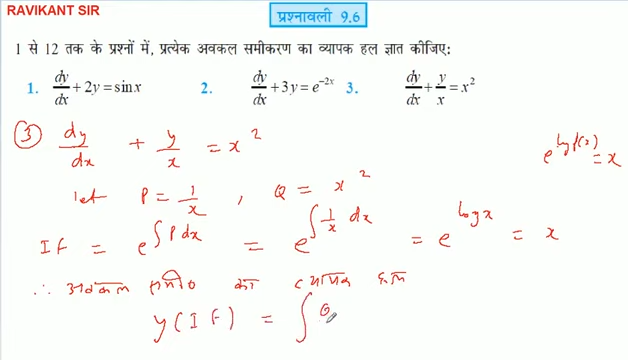 RAVIKANT SIR
प्रश्नावली 9.6
1 से 12 तक के प्रश्नों में, प्रत्येक अवकल समीकरण का व्यापक हल ज्ञात कीजिए:
1. dy/dx + 2y = sin x 2. dy/dx + 3y = e^{-2x} 3. dy/dx + y/x = x^2
③ dy/dx + y/x = x^2
e^{log f(x)} = x
let P = 1/x , Q = x^2
IF = e^{∫P dx} = e^{∫1/x dx} = e^{log x} = x
∴ अवकल समी० का व्यापक हल
y(IF) = ∫